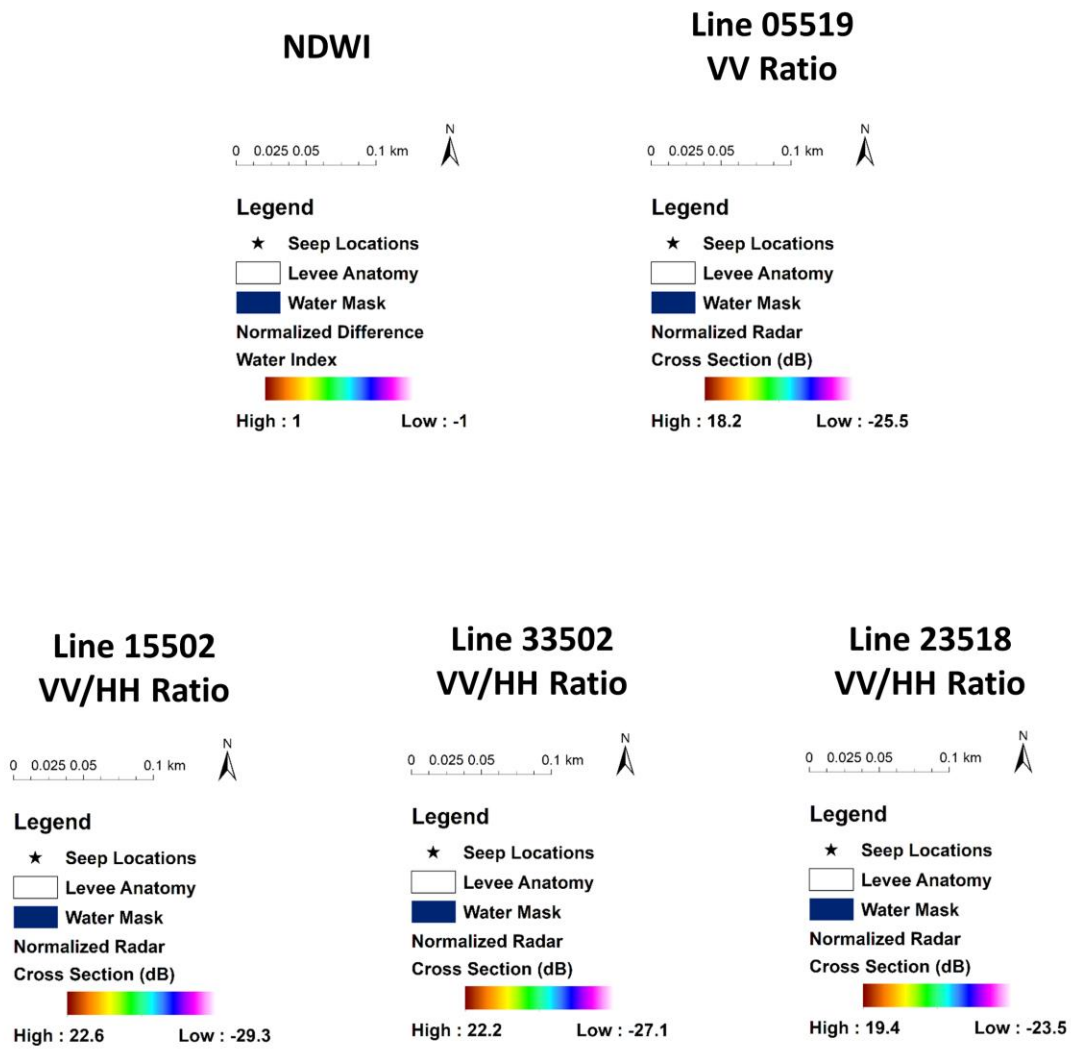 NDWI
N
0 0.025 0.05 0.1 km
Legend
Seep Locations
Levee Anatomy
Water Mask
Normalized Difference
Water Index
High : 1 Low : -1
Line 05519
VV Ratio
N
0 0.025 0.05 0.1 km
Legend
Seep Locations
Levee Anatomy
Water Mask
Normalized Radar
Cross Section (dB)
High : 18.2 Low : -25.5
Line 15502
VV/HH Ratio
N
0 0.025 0.05 0.1 km
Legend
Seep Locations
Levee Anatomy
Water Mask
Normalized Radar
Cross Section (dB)
High : 22.6 Low : -29.3
Line 33502
VV/HH Ratio
N
0 0.025 0.05 0.1 km
Legend
Seep Locations
Levee Anatomy
Water Mask
Normalized Radar
Cross Section (dB)
High : 22.2 Low : -27.1
Line 23518
VV/HH Ratio
N
0 0.025 0.05 0.1 km
Legend
Seep Locations
Levee Anatomy
Water Mask
Normalized Radar
Cross Section (dB)
High : 19.4 Low : -23.5